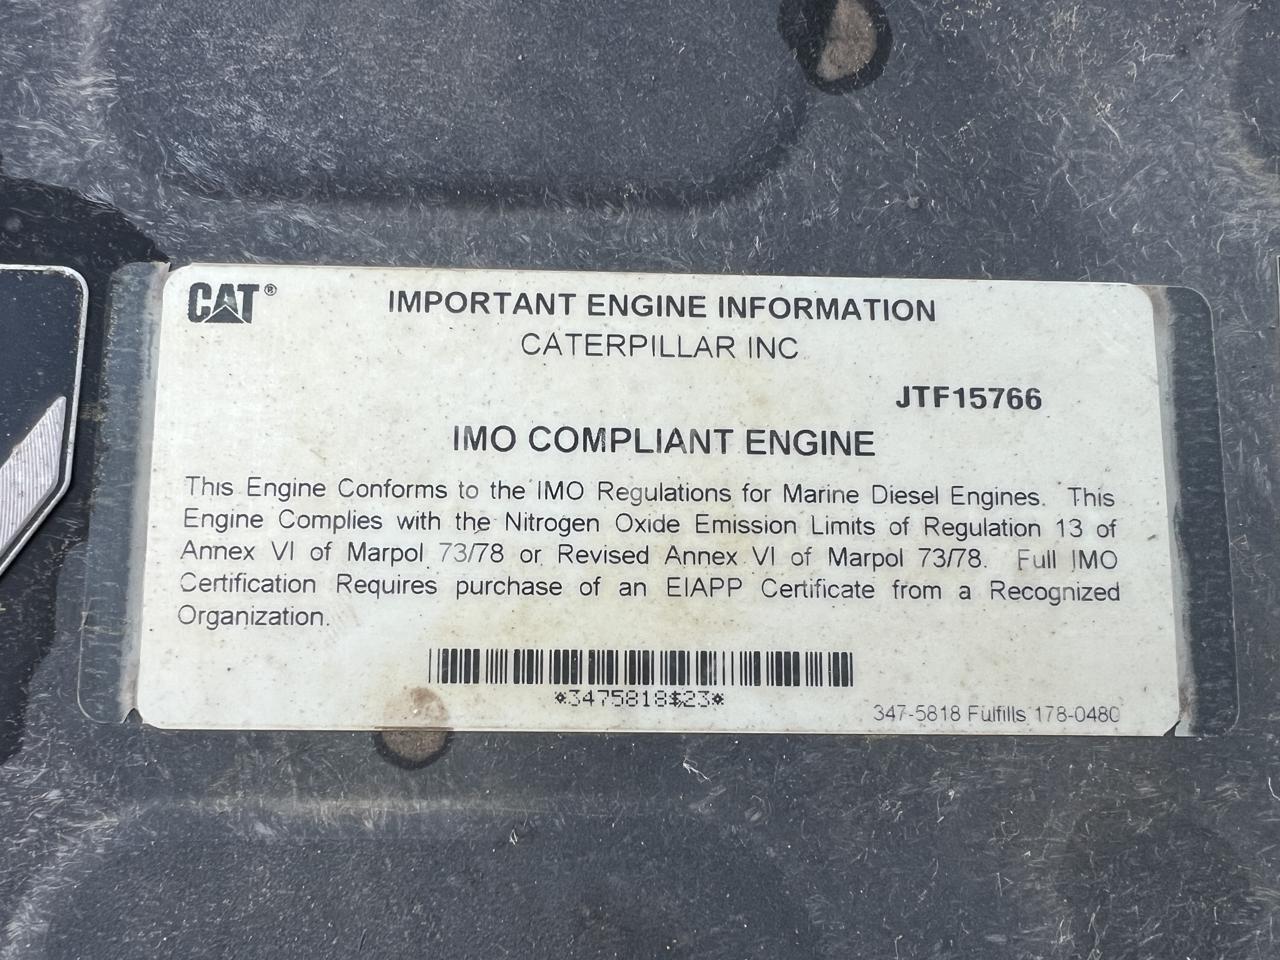 CAT®
IMPORTANT ENGINE INFORMATION
CATERPILLAR INC
JTF15766
IMO COMPLIANT ENGINE
This Engine Conforms to the IMO Regulations for Marine Diesel Engines. This
Engine Complies with the Nitrogen Oxide Emission Limits of Regulation 13 of
Annex VI of Marpol 73/78 or Revised Annex VI of Marpol 73/78. Full IMO
Certification Requires purchase of an EIAPP Certificate from a Recognized
Organization.
*3475818$23*
347-5818 Fulfills 178-0480